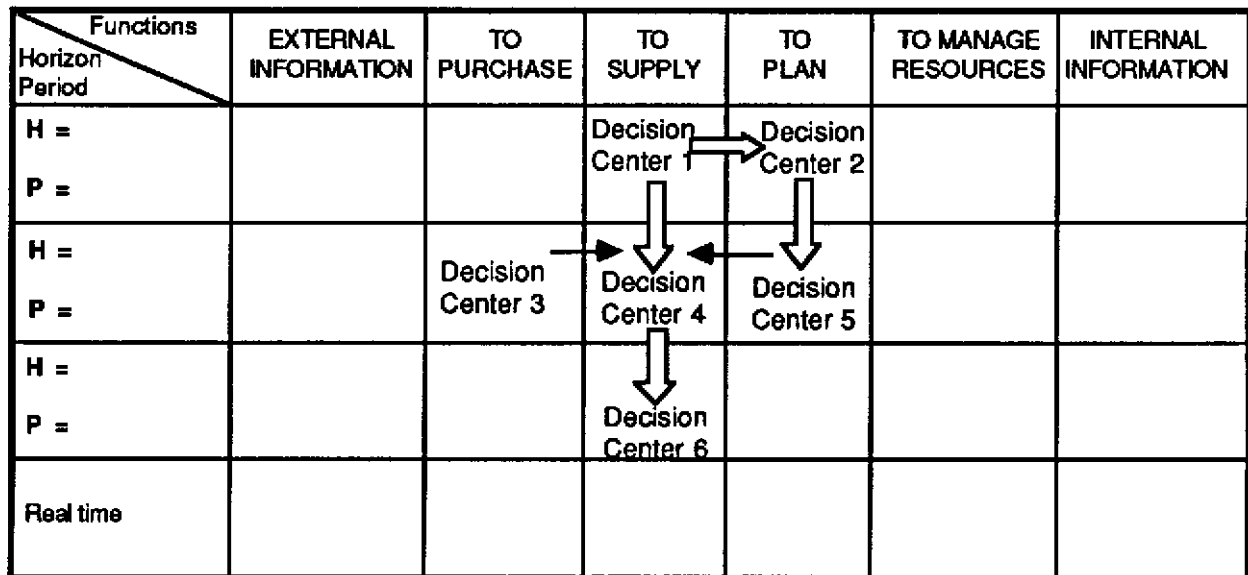 Functions
Horizon
Period
EXTERNAL
INFORMATION
TO
PURCHASE
TO
SUPPLY
TO
PLAN
TO MANAGE
RESOURCES
INTERNAL
INFORMATION
H =
P =
Decision
Center 1
Decision
Center 2
H =
P =
Decision
Center 3
Decision
Center 4
Decision
Center 5
H =
P =
Decision
Center 6
Real time